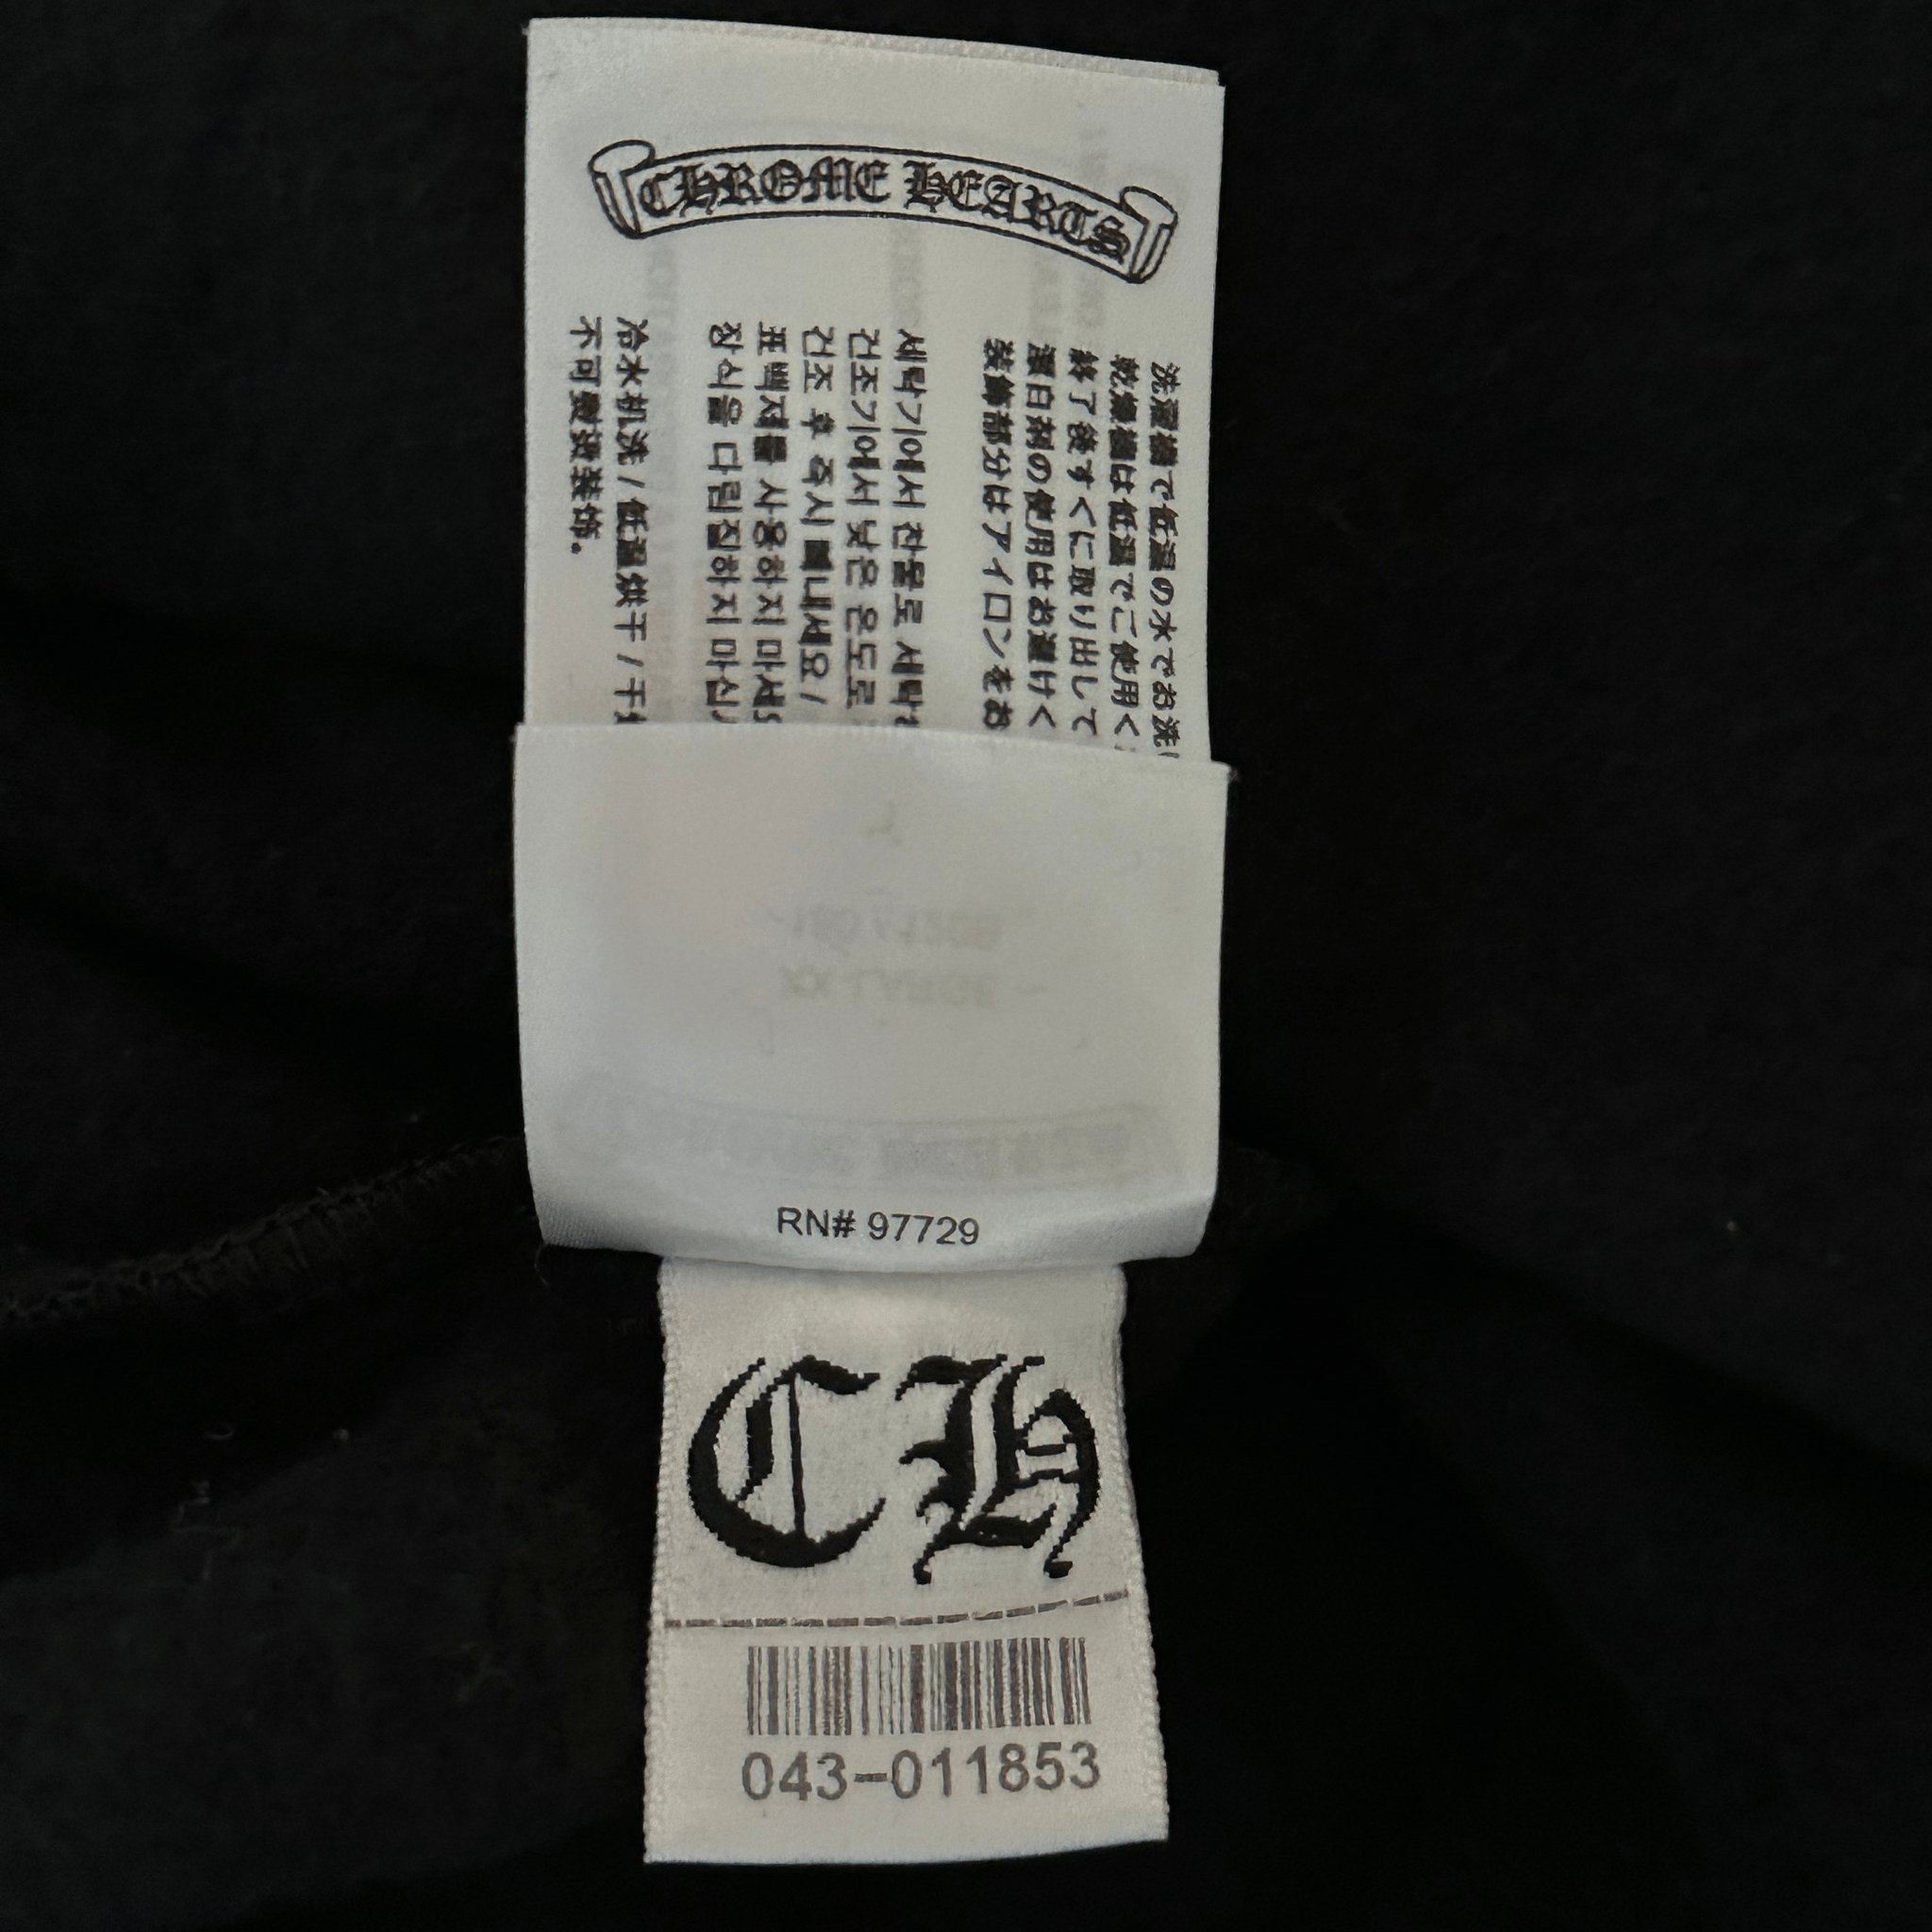 CHROME HEARTS
洗濯機で低温の水でお洗
乾燥機は低温でご使用く
終了後すぐに取り出して
漂白剤の使用はお避けく
装飾部分はアイロンをお
세탁기에서 찬물로 세탁
건조기에서 낮은 온도로
건조 후 즉시 빼내세요 /
표백제를 사용하지 마세
장식을 다림질하지 마십
冷水机洗 / 低温烘干 / 干
不可熨烫装饰。
XX-LARGE
RN# 97729
CH
043-011853